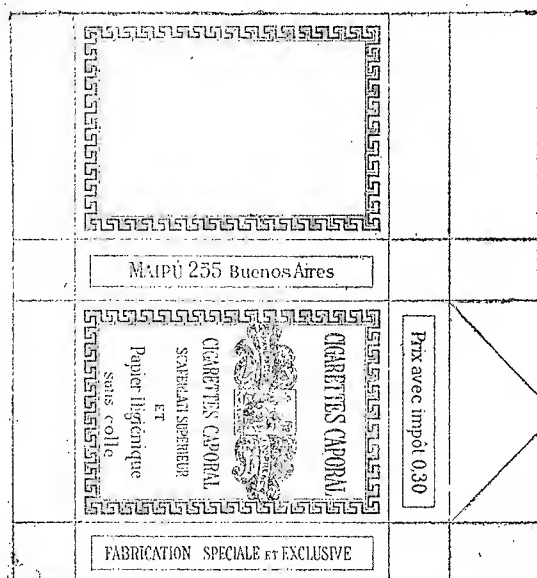 MAIPÚ 255 Buenos Aires
CIGARETTES CAPORAL
CIGARETTES CAPORAL
SCAFERLATI SUPERIEUR
ET
Papier Higiénique
Sans colle
Prix avec impôt 0,30
FABRICATION SPECIALE ET EXCLUSIVE